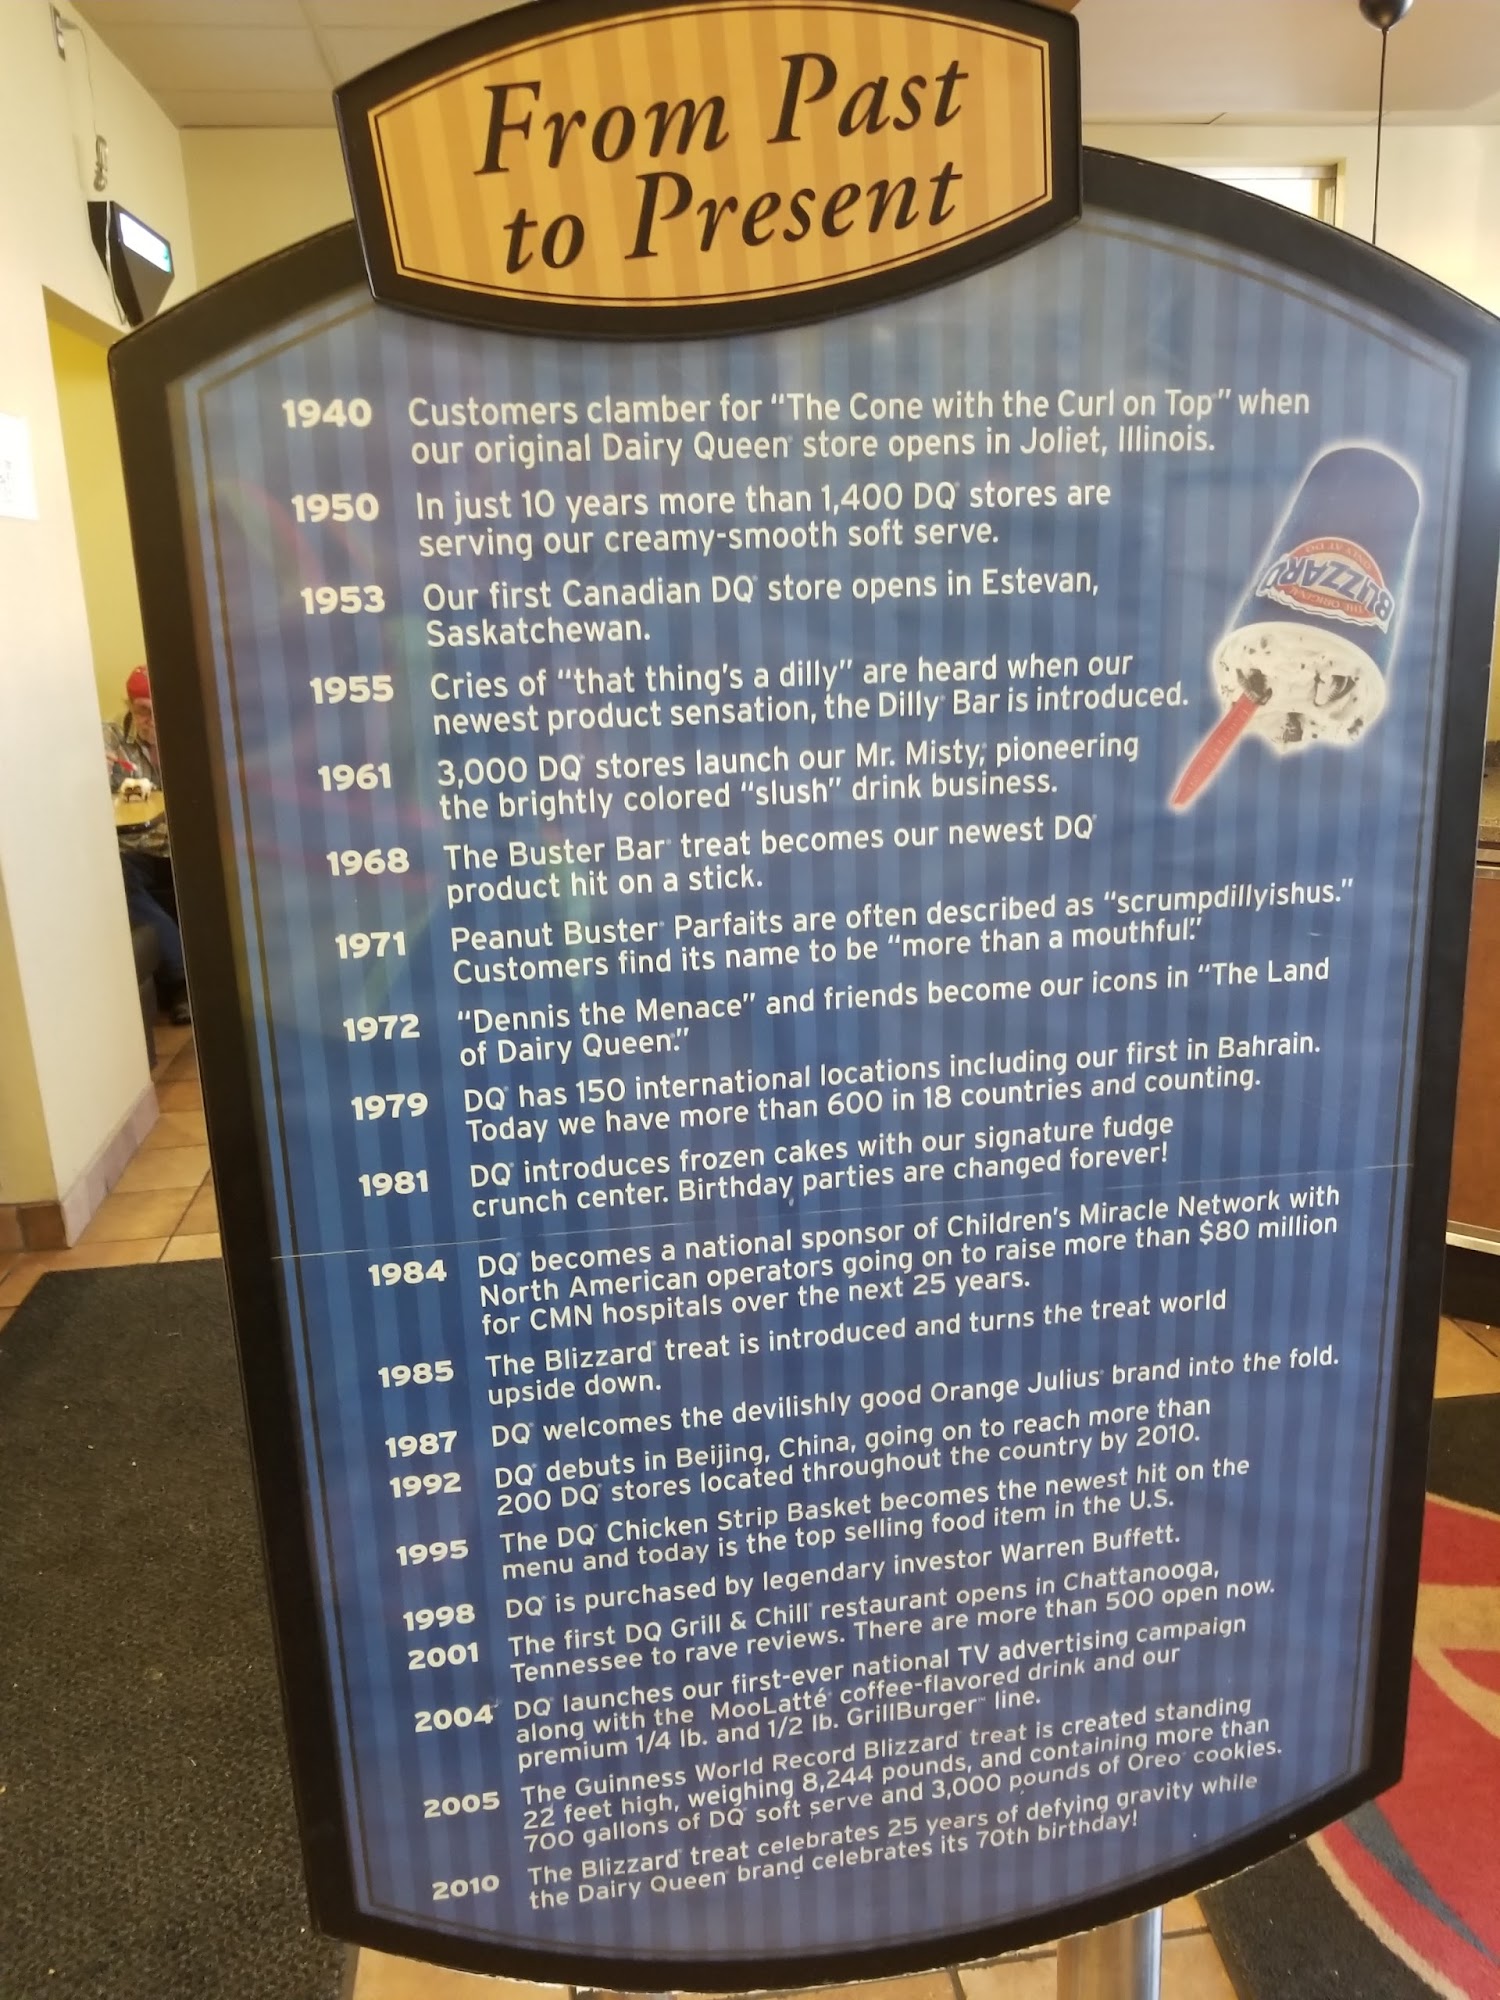 From Past
to Present
1940 Customers clamber for "The Cone with the Curl on Top" when
our original Dairy Queen® store opens in Joliet, Illinois.
THE ORIGINAL
BLIZZARD
ONLY AT DQ
1950 In just 10 years more than 1,400 DQ® stores are
serving our creamy-smooth soft serve.
1953 Our first Canadian DQ® store opens in Estevan,
Saskatchewan.
1955 Cries of "that thing's a dilly" are heard when our
newest product sensation, the Dilly® Bar is introduced.
1961 3,000 DQ® stores launch our Mr. Misty®, pioneering
the brightly colored "slush" drink business.
1968 The Buster Bar® treat becomes our newest DQ®
product hit on a stick.
1971 Peanut Buster® Parfaits are often described as "scrumpdillyishus."
Customers find its name to be "more than a mouthful."
1972 "Dennis the Menace" and friends become our icons in "The Land
of Dairy Queen®."
1979 DQ® has 150 international locations including our first in Bahrain.
Today we have more than 600 in 18 countries and counting.
1981 DQ® introduces frozen cakes with our signature fudge
crunch center. Birthday parties are changed forever!
1984 DQ® becomes a national sponsor of Children's Miracle Network with
North American operators going on to raise more than $80 million
for CMN hospitals over the next 25 years.
1985 The Blizzard® treat is introduced and turns the treat world
upside down.
1987 DQ® welcomes the devilishly good Orange Julius® brand into the fold.
1992 DQ® debuts in Beijing, China, going on to reach more than
200 DQ® stores located throughout the country by 2010.
1995 The DQ® Chicken Strip Basket becomes the newest hit on the
menu and today is the top selling food item in the U.S.
1998 DQ® is purchased by legendary investor Warren Buffett.
2001 The first DQ Grill & Chill® restaurant opens in Chattanooga,
Tennessee to rave reviews. There are more than 500 open now.
2004 DQ® launches our first-ever national TV advertising campaign
along with the MooLatté® coffee-flavored drink and our
premium 1/4 lb. and 1/2 lb. GrillBurger™ line.
2005 The Guinness World Record Blizzard® treat is created standing
22 feet high, weighing 8,244 pounds, and containing more than
700 gallons of DQ® soft serve and 3,000 pounds of Oreo® cookies.
2010 The Blizzard® treat celebrates 25 years of defying gravity while
the Dairy Queen® brand celebrates its 70th birthday!